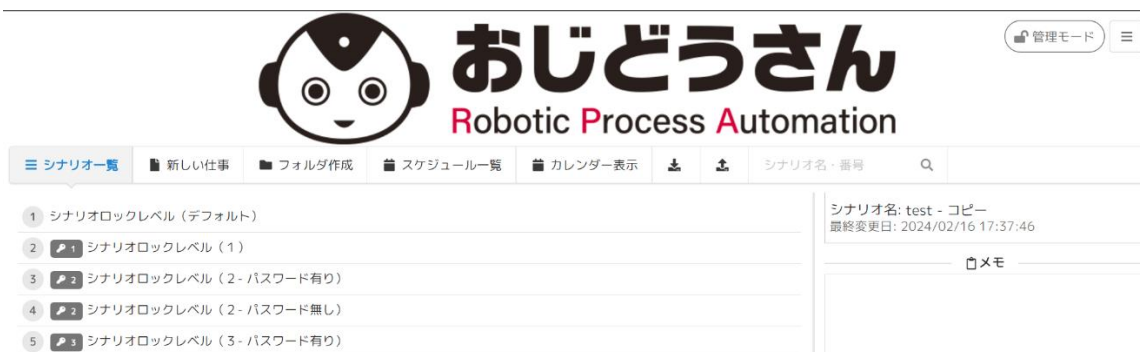 おじどうさん
Robotic Process Automation
管理モード
シナリオ一覧 新しい仕事 フォルダ作成 スケジュール一覧 カレンダー表示 シナリオ名・番号
1 シナリオロックレベル（デフォルト）
2 1 シナリオロックレベル（1）
3 2 シナリオロックレベル（2 - パスワード有り）
4 2 シナリオロックレベル（2 - パスワード無し）
5 3 シナリオロックレベル（3 - パスワード有り）
シナリオ名: test - コピー
最終変更日: 2024/02/16 17:37:46
メモ